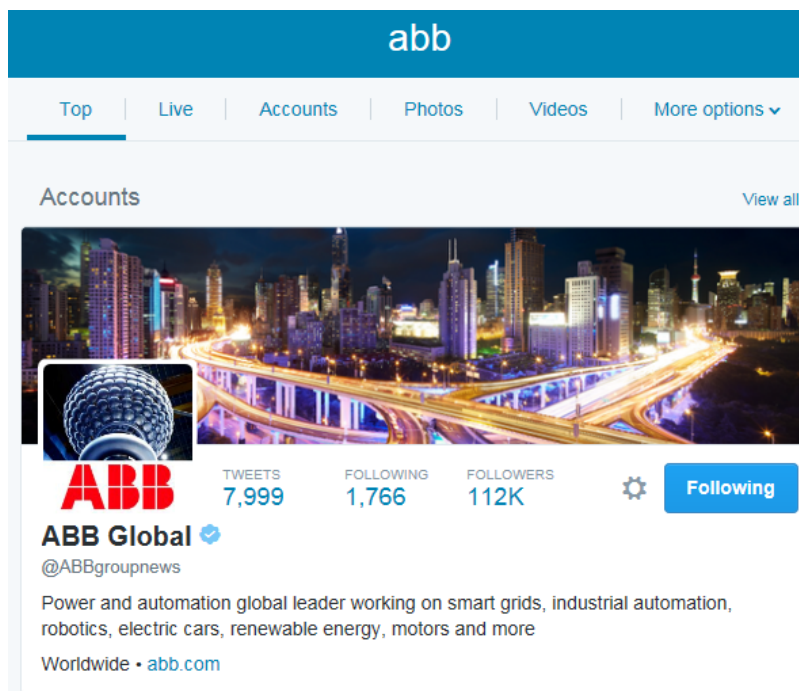 abb
Top Live Accounts Photos Videos More options
Accounts View all
ABB
TWEETS FOLLOWING FOLLOWERS
7,999 1,766 112K Following
ABB Global
@ABBgroupnews
Power and automation global leader working on smart grids, industrial automation,
robotics, electric cars, renewable energy, motors and more
Worldwide • abb.com